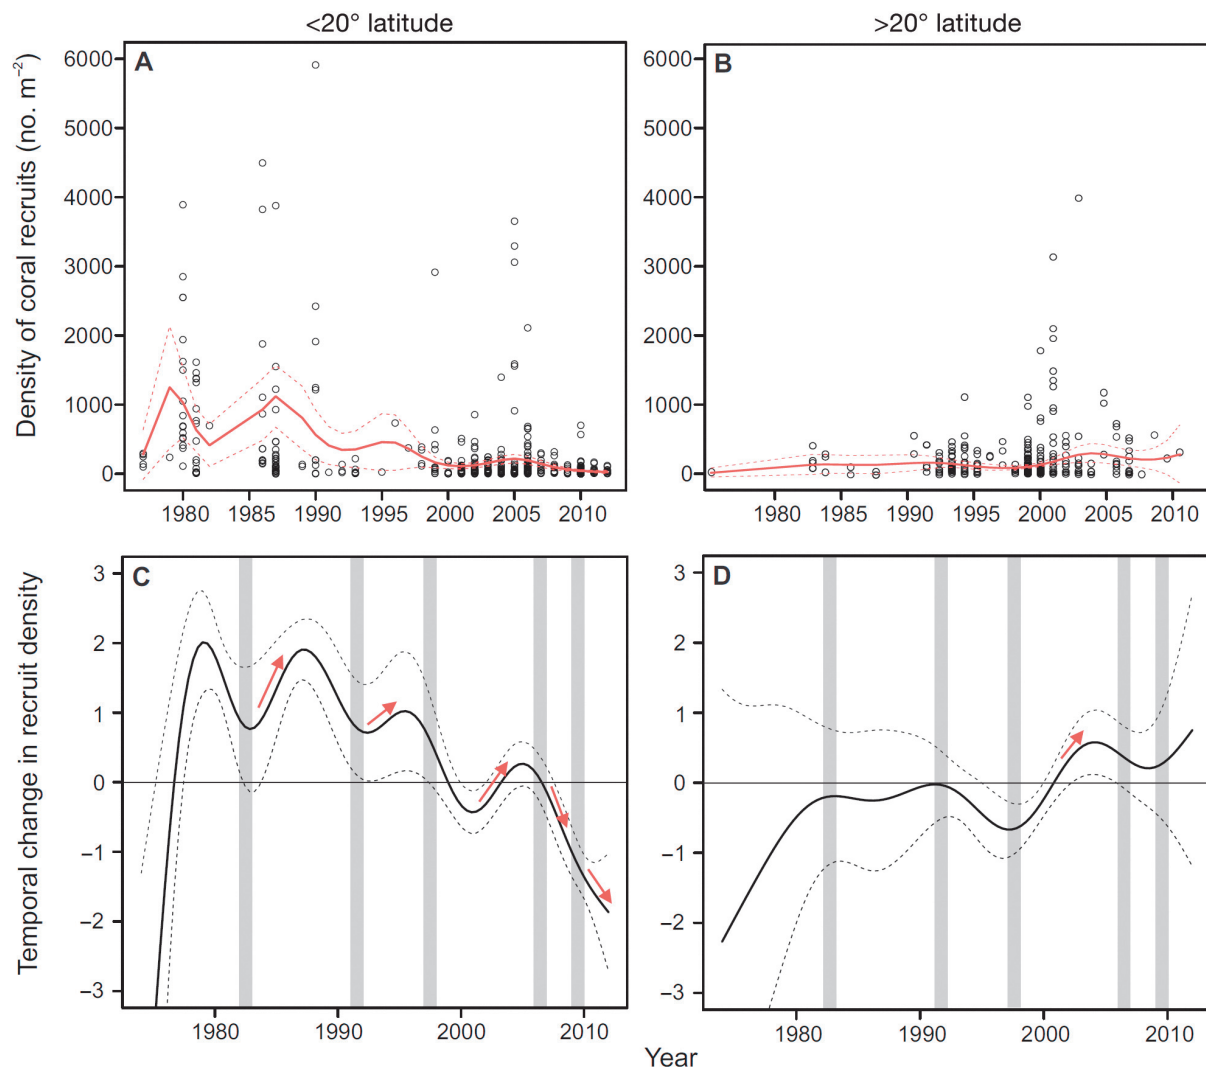 <20° latitude
>20° latitude
Density of coral recruits (no. m⁻²)
A
6000
5000
4000
3000
2000
1000
0
1980 1985 1990 1995 2000 2005 2010
B
6000
5000
4000
3000
2000
1000
0
1980 1985 1990 1995 2000 2005 2010
Temporal change in recruit density
C
3
2
1
0
−1
−2
−3
1980 1990 2000 2010
D
3
2
1
0
−1
−2
−3
1980 1990 2000 2010
Year